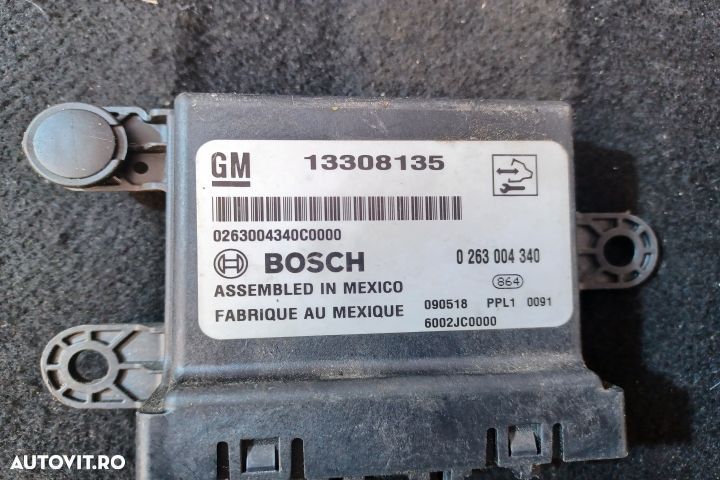 GM 13308135
0263004340C0000
BOSCH 0 263 004 340
ASSEMBLED IN MEXICO 864
FABRIQUE AU MEXIQUE 090518 PPL1 0091
6002JC0000
AUTOVIT.RO